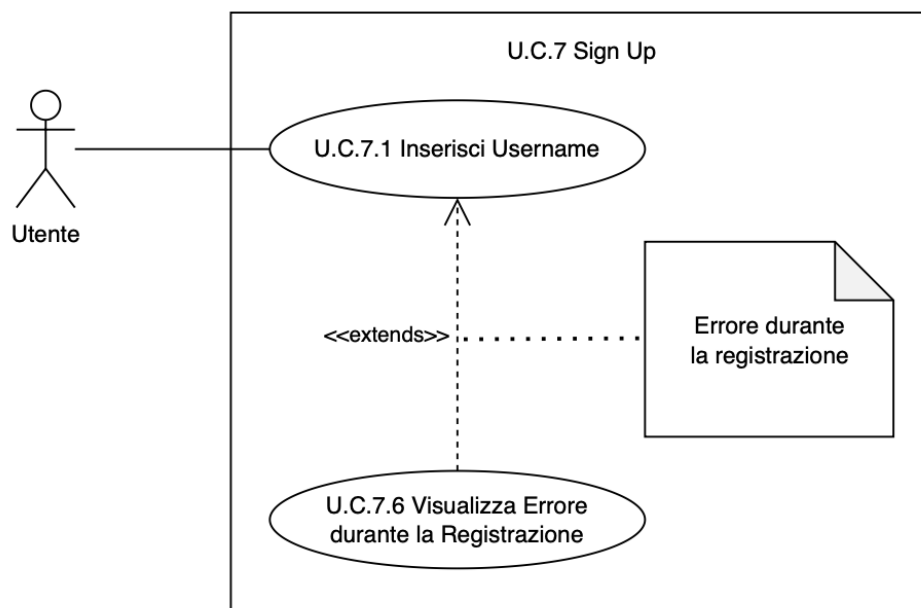 U.C.7 Sign Up
U.C.7.1 Inserisci Username
Utente
<<extends>>
Errore durante
la registrazione
U.C.7.6 Visualizza Errore
durante la Registrazione